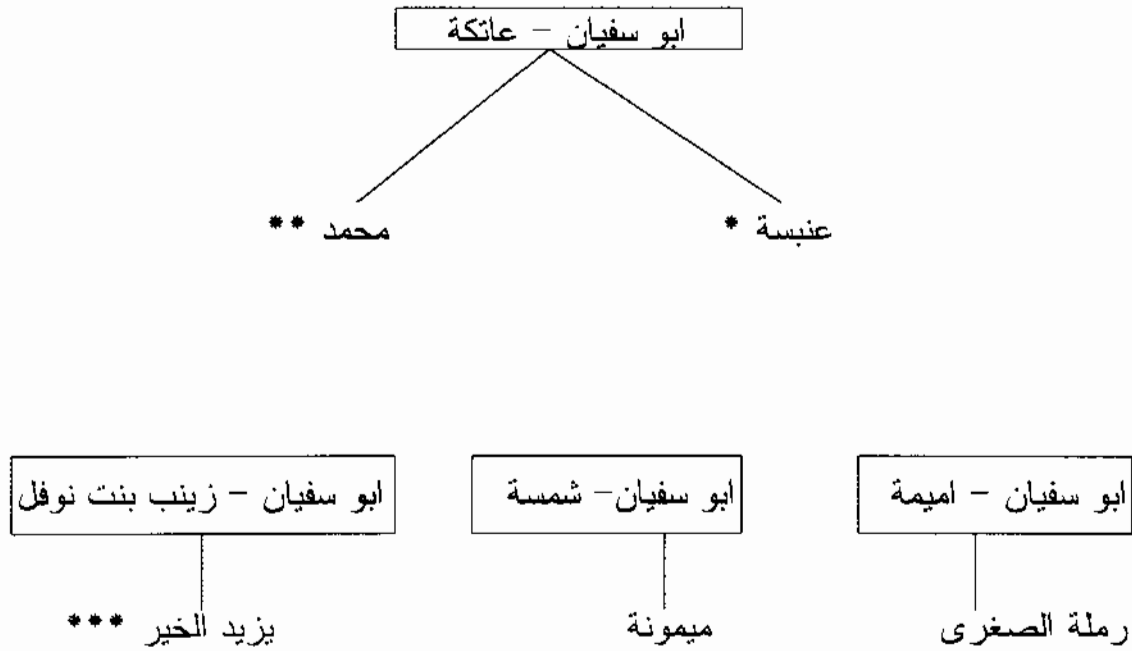 ابو سفيان - عاتكة
عنبسة *
محمد **
ابو سفيان - اميمة
ابو سفيان- شمسة
ابو سفيان - زينب بنت نوفل
رملة الصغرى
ميمونة
يزيد الخير ***